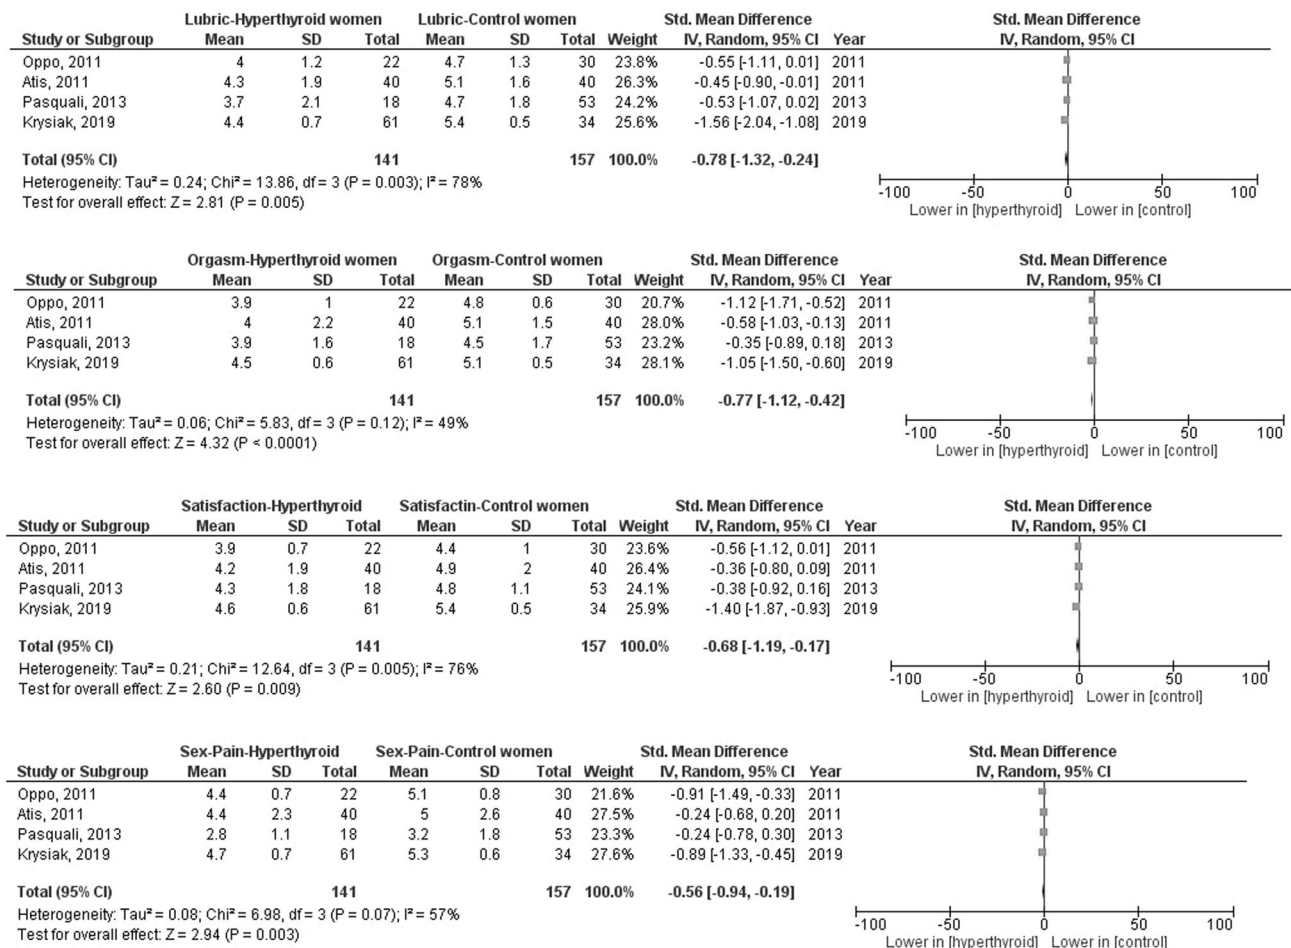 Lubric-Hyperthyroid women Lubric-Control women Std. Mean Difference Std. Mean Difference
Study or Subgroup Mean SD Total Mean SD Total Weight IV, Random, 95% CI Year IV, Random, 95% CI
Oppo, 2011 4 1.2 22 4.7 1.3 30 23.8% -0.55 [-1.11, 0.01] 2011
Atis, 2011 4.3 1.9 40 5.1 1.6 40 26.3% -0.45 [-0.90, -0.01] 2011
Pasquali, 2013 3.7 2.1 18 4.7 1.8 53 24.2% -0.53 [-1.07, 0.02] 2013
Krysiak, 2019 4.4 0.7 61 5.4 0.5 34 25.6% -1.56 [-2.04, -1.08] 2019
Total (95% CI) 141 157 100.0% -0.78 [-1.32, -0.24]
Heterogeneity: Tau² = 0.24; Chi² = 13.86, df = 3 (P = 0.003); I² = 78%
Test for overall effect: Z = 2.81 (P = 0.005)
-100 -50 0 50 100
Lower in [hyperthyroid] Lower in [control]
Orgasm-Hyperthyroid women Orgasm-Control women Std. Mean Difference Std. Mean Difference
Study or Subgroup Mean SD Total Mean SD Total Weight IV, Random, 95% CI Year IV, Random, 95% CI
Oppo, 2011 3.9 1 22 4.8 0.6 30 20.7% -1.12 [-1.71, -0.52] 2011
Atis, 2011 4 2.2 40 5.1 1.5 40 28.0% -0.58 [-1.03, -0.13] 2011
Pasquali, 2013 3.9 1.6 18 4.5 1.7 53 23.2% -0.35 [-0.89, 0.18] 2013
Krysiak, 2019 4.5 0.6 61 5.1 0.5 34 28.1% -1.05 [-1.50, -0.60] 2019
Total (95% CI) 141 157 100.0% -0.77 [-1.12, -0.42]
Heterogeneity: Tau² = 0.06; Chi² = 5.83, df = 3 (P = 0.12); I² = 49%
Test for overall effect: Z = 4.32 (P < 0.0001)
-100 -50 0 50 100
Lower in [hyperthyroid] Lower in [control]
Satisfaction-Hyperthyroid Satisfactin-Control women Std. Mean Difference Std. Mean Difference
Study or Subgroup Mean SD Total Mean SD Total Weight IV, Random, 95% CI Year IV, Random, 95% CI
Oppo, 2011 3.9 0.7 22 4.4 1 30 23.6% -0.56 [-1.12, 0.01] 2011
Atis, 2011 4.2 1.9 40 4.9 2 40 26.4% -0.36 [-0.80, 0.09] 2011
Pasquali, 2013 4.3 1.8 18 4.8 1.1 53 24.1% -0.38 [-0.92, 0.16] 2013
Krysiak, 2019 4.6 0.6 61 5.4 0.5 34 25.9% -1.40 [-1.87, -0.93] 2019
Total (95% CI) 141 157 100.0% -0.68 [-1.19, -0.17]
Heterogeneity: Tau² = 0.21; Chi² = 12.64, df = 3 (P = 0.005); I² = 76%
Test for overall effect: Z = 2.60 (P = 0.009)
-100 -50 0 50 100
Lower in [hyperthyroid] Lower in [control]
Sex-Pain-Hyperthyroid Sex-Pain-Control women Std. Mean Difference Std. Mean Difference
Study or Subgroup Mean SD Total Mean SD Total Weight IV, Random, 95% CI Year IV, Random, 95% CI
Oppo, 2011 4.4 0.7 22 5.1 0.8 30 21.6% -0.91 [-1.49, -0.33] 2011
Atis, 2011 4.4 2.3 40 5 2.6 40 27.5% -0.24 [-0.68, 0.20] 2011
Pasquali, 2013 2.8 1.1 18 3.2 1.8 53 23.3% -0.24 [-0.78, 0.30] 2013
Krysiak, 2019 4.7 0.7 61 5.3 0.6 34 27.6% -0.89 [-1.33, -0.45] 2019
Total (95% CI) 141 157 100.0% -0.56 [-0.94, -0.19]
Heterogeneity: Tau² = 0.08; Chi² = 6.98, df = 3 (P = 0.07); I² = 57%
Test for overall effect: Z = 2.94 (P = 0.003)
-100 -50 0 50 100
Lower in [hyperthyroid] Lower in [control]